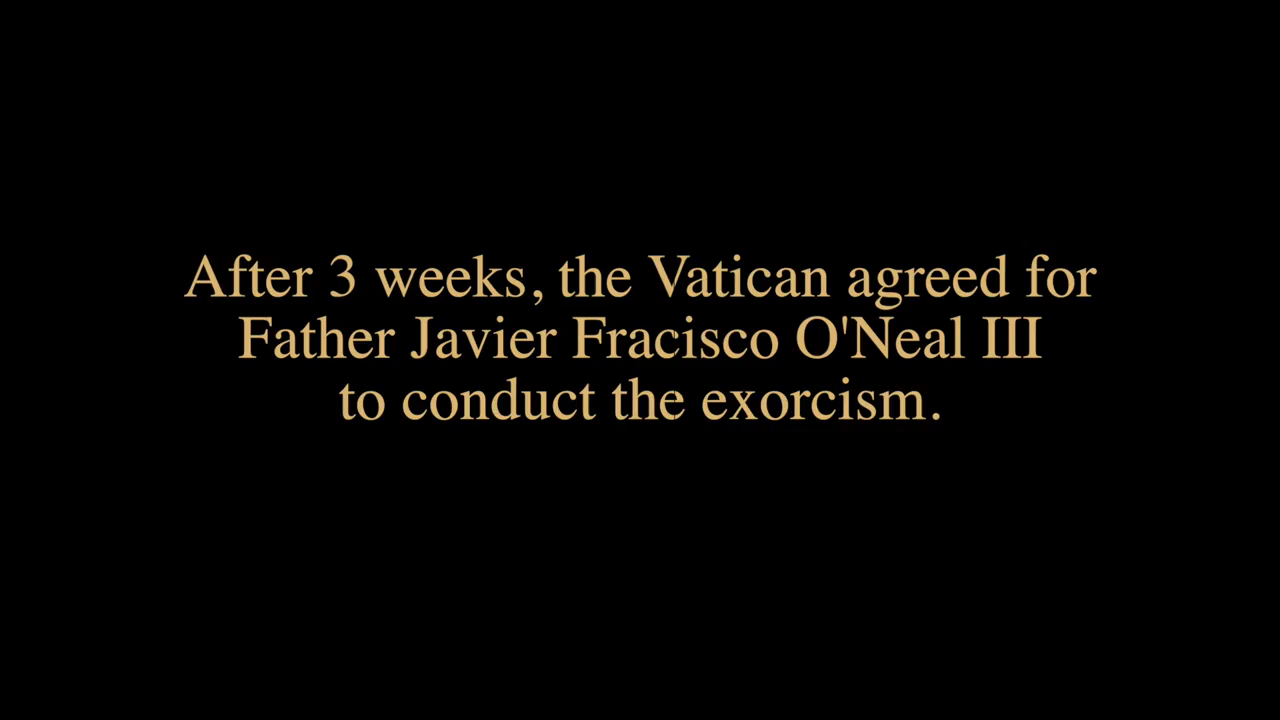 After 3 weeks, the Vatican agreed for
Father Javier Fracisco O'Neal III
to conduct the exorcism.